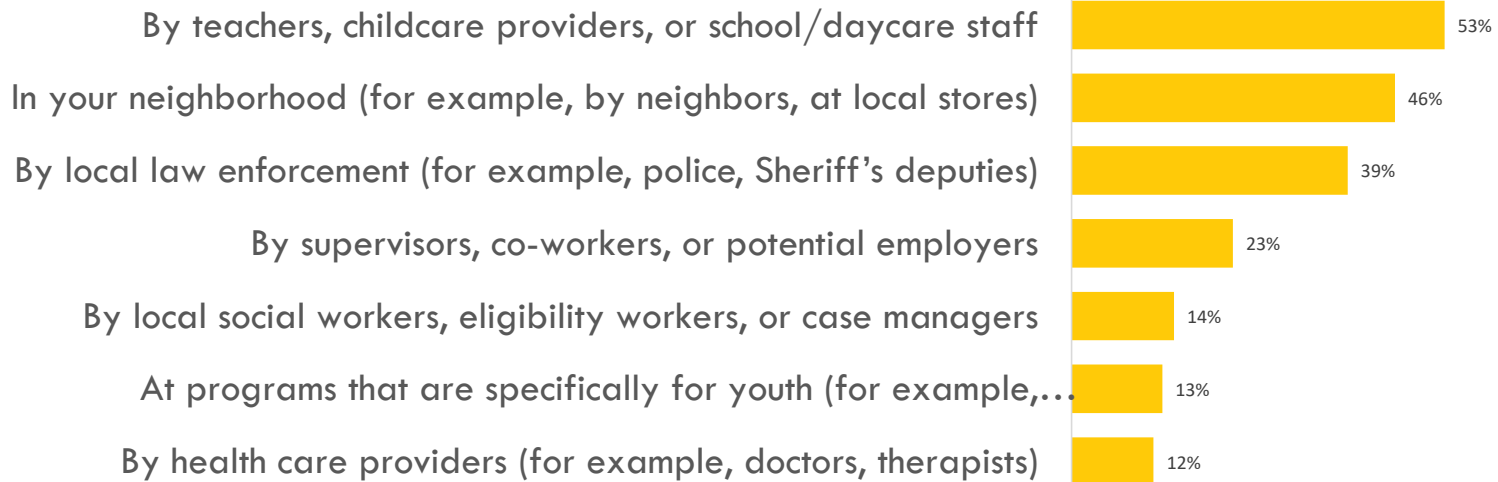 By teachers, childcare providers, or school/daycare staff 53%
In your neighborhood (for example, by neighbors, at local stores) 46%
By local law enforcement (for example, police, Sheriff's deputies) 39%
By supervisors, co-workers, or potential employers 23%
By local social workers, eligibility workers, or case managers 14%
At programs that are specifically for youth (for example,… 13%
By health care providers (for example, doctors, therapists) 12%